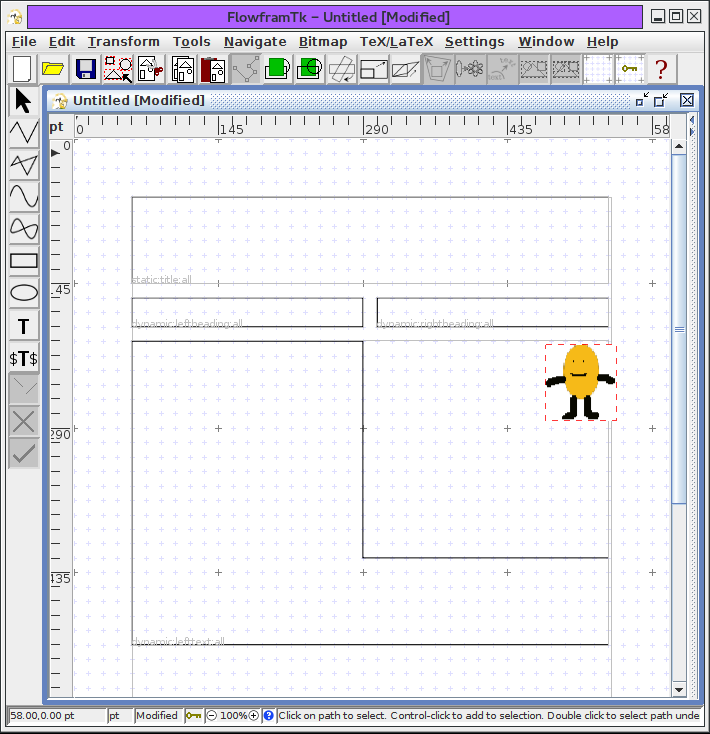 FlowframTk – Untitled [Modified]
File Edit Transform Tools Navigate Bitmap TeX/LaTeX Settings Window Help
?
Untitled [Modified]
pt 0 145 290 435 58
0
static:title:all
145
dynamic:leftheading:all dynamic:rightheading:all
T
$T$
290
435
dynamic:lefttext:all
58.00,0.00 pt pt Modified 100% ? Click on path to select. Control-click to add to selection. Double click to select path unde